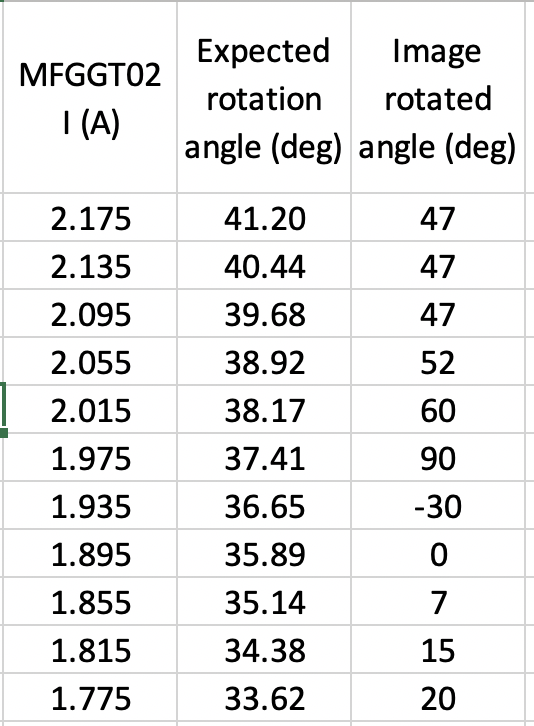 MFGGT02 I (A) Expected rotation angle (deg) Image rotated angle (deg)
2.175 41.20 47
2.135 40.44 47
2.095 39.68 47
2.055 38.92 52
2.015 38.17 60
1.975 37.41 90
1.935 36.65 -30
1.895 35.89 0
1.855 35.14 7
1.815 34.38 15
1.775 33.62 20